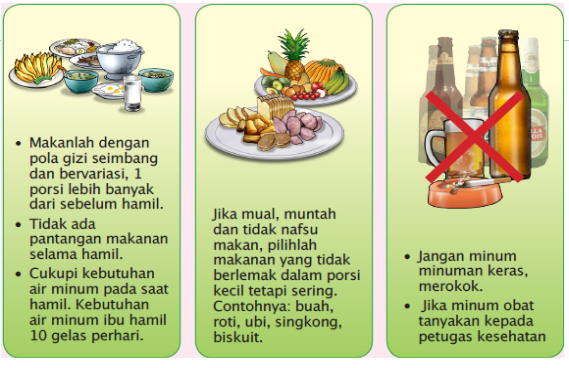 • Makanlah dengan
pola gizi seimbang
dan bervariasi, 1
porsi lebih banyak
dari sebelum hamil.
• Tidak ada
pantangan makanan
selama hamil.
• Cukupi kebutuhan
air minum pada saat
hamil. Kebutuhan
air minum ibu hamil
10 gelas perhari.
Jika mual, muntah
dan tidak nafsu
makan, pilihlah
makanan yang tidak
berlemak dalam porsi
kecil tetapi sering.
Contohnya: buah,
roti, ubi, singkong,
biskuit.
• Jangan minum
minuman keras,
merokok.
• Jika minum obat
tanyakan kepada
petugas kesehatan